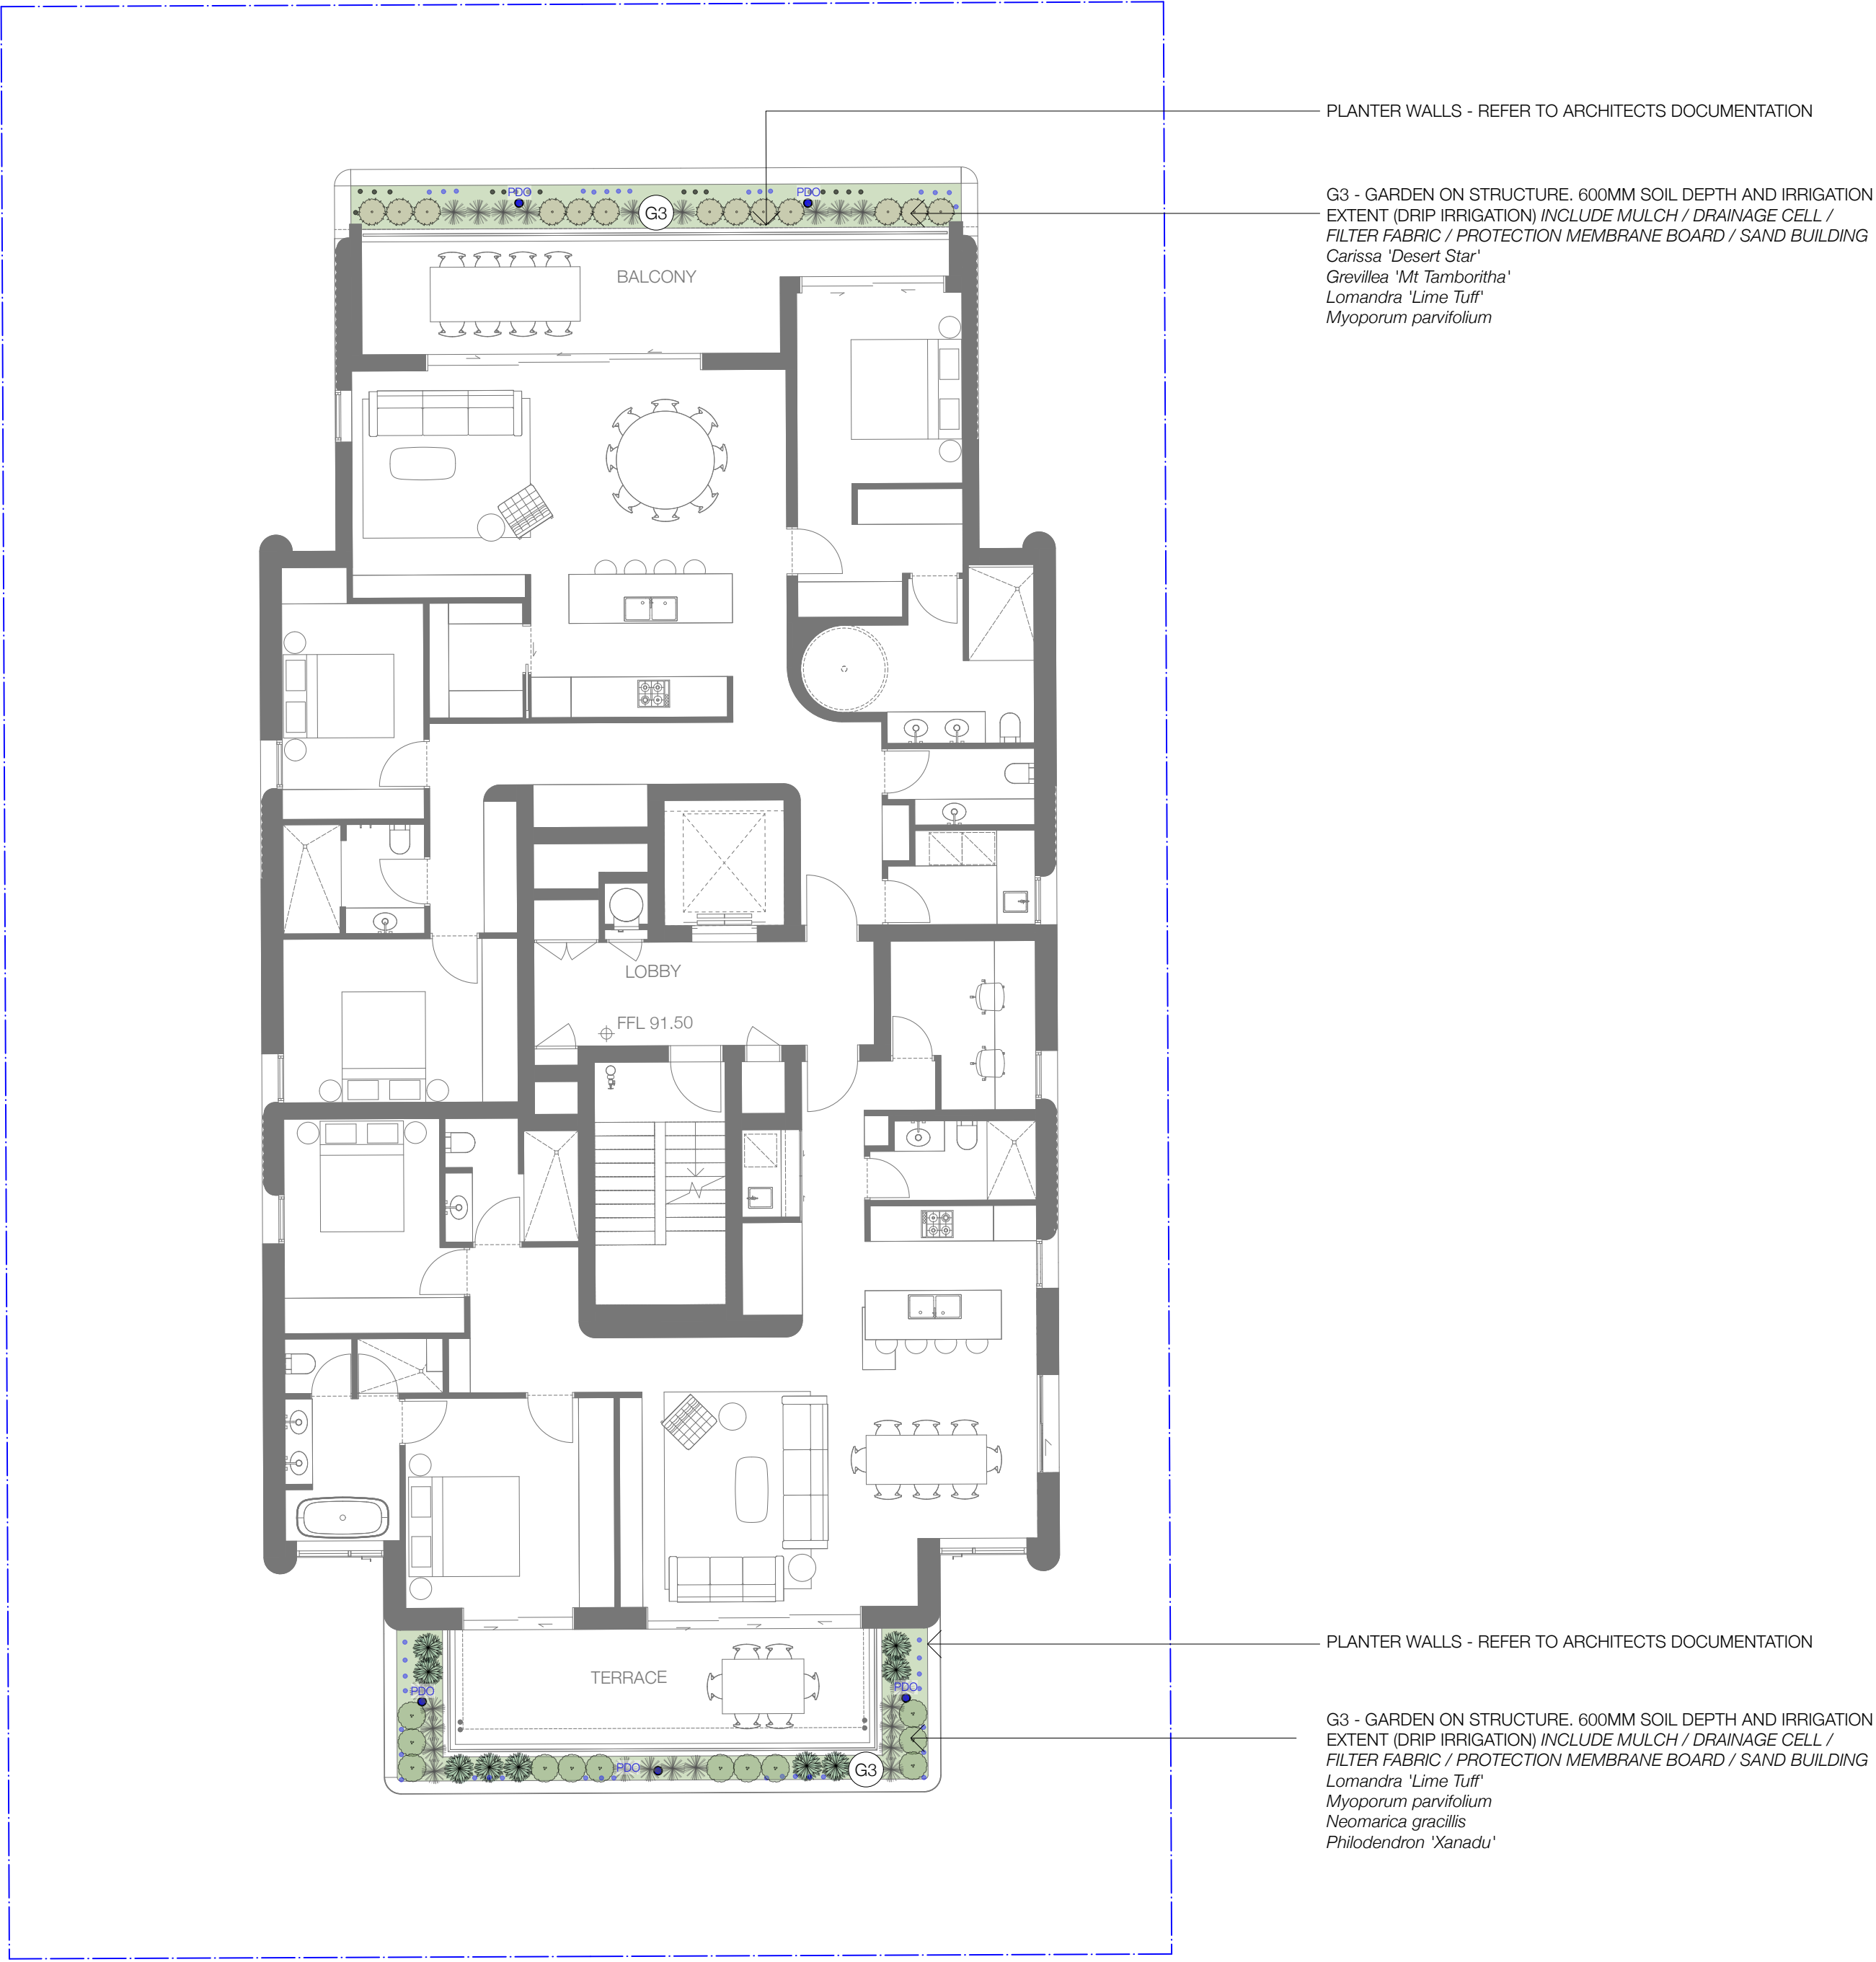 PLANTER WALLS - REFER TO ARCHITECTS DOCUMENTATION
G3 - GARDEN ON STRUCTURE. 600MM SOIL DEPTH AND IRRIGATION
EXTENT (DRIP IRRIGATION) INCLUDE MULCH / DRAINAGE CELL /
FILTER FABRIC / PROTECTION MEMBRANE BOARD / SAND BUILDING
Carissa 'Desert Star'
Grevillea 'Mt Tamboritha'
Lomandra 'Lime Tuff'
Myoporum parvifolium
PDO
PDO
G3
BALCONY
LOBBY
FFL 91.50
PLANTER WALLS - REFER TO ARCHITECTS DOCUMENTATION
TERRACE
PDO
PDO
G3 - GARDEN ON STRUCTURE. 600MM SOIL DEPTH AND IRRIGATION
EXTENT (DRIP IRRIGATION) INCLUDE MULCH / DRAINAGE CELL /
FILTER FABRIC / PROTECTION MEMBRANE BOARD / SAND BUILDING
Lomandra 'Lime Tuff'
Myoporum parvifolium
Neomarica gracillis
Philodendron 'Xanadu'
PDO
G3